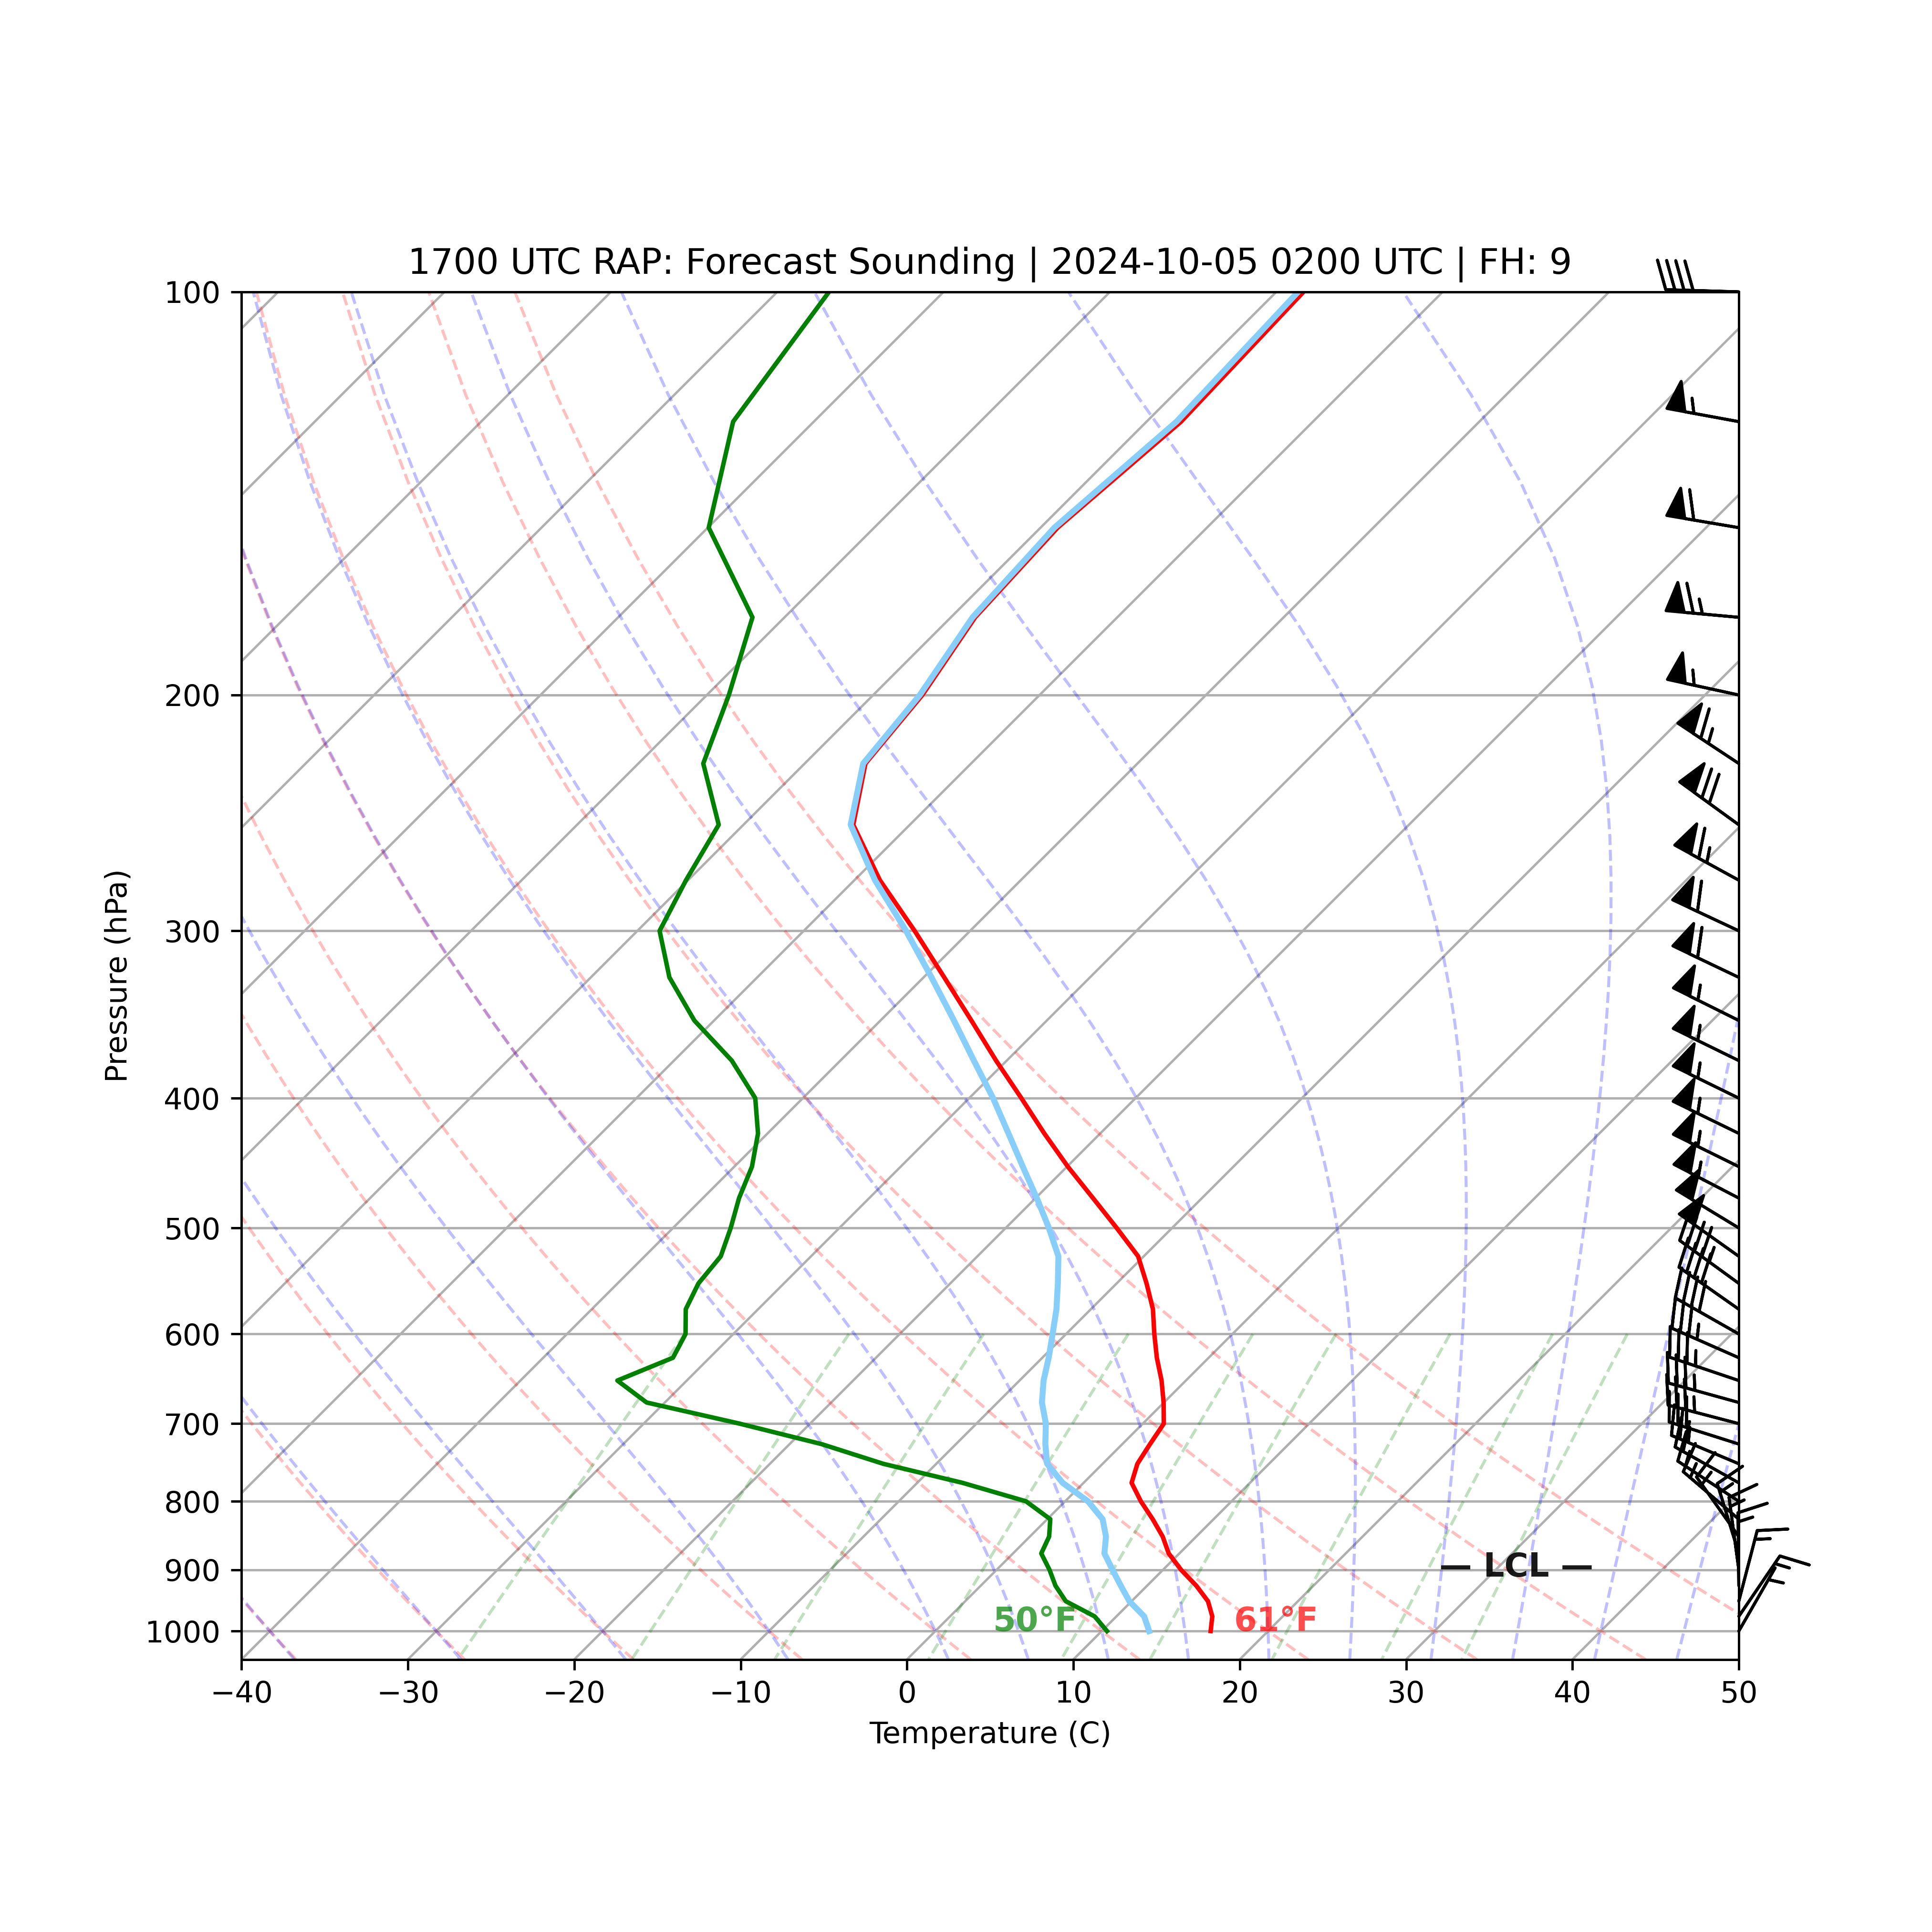 1700 UTC RAP: Forecast Sounding | 2024-10-05 0200 UTC | FH: 9
100
200
300
400
500
600
700
800
900
1000
Pressure (hPa)
— LCL —
50°F
61°F
−40 −30 −20 −10 0 10 20 30 40 50
Temperature (C)